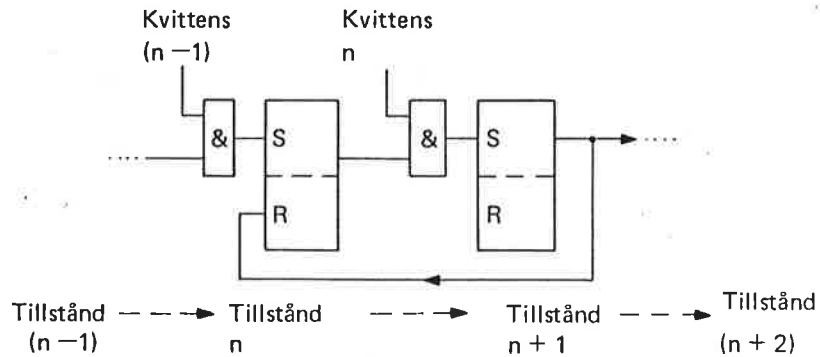 Kvittens
(n −1)
Kvittens
n
&
S
R
&
S
R
Tillstånd
(n −1)
Tillstånd
n
Tillstånd
n + 1
Tillstånd
(n + 2)